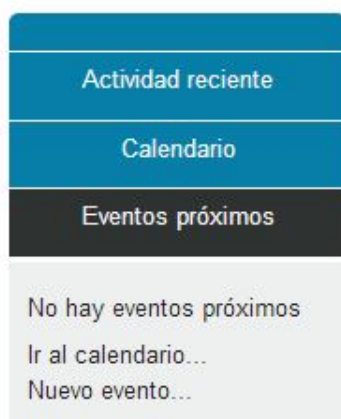 Actividad reciente
Calendario
Eventos próximos
No hay eventos próximos
Ir al calendario...
Nuevo evento...